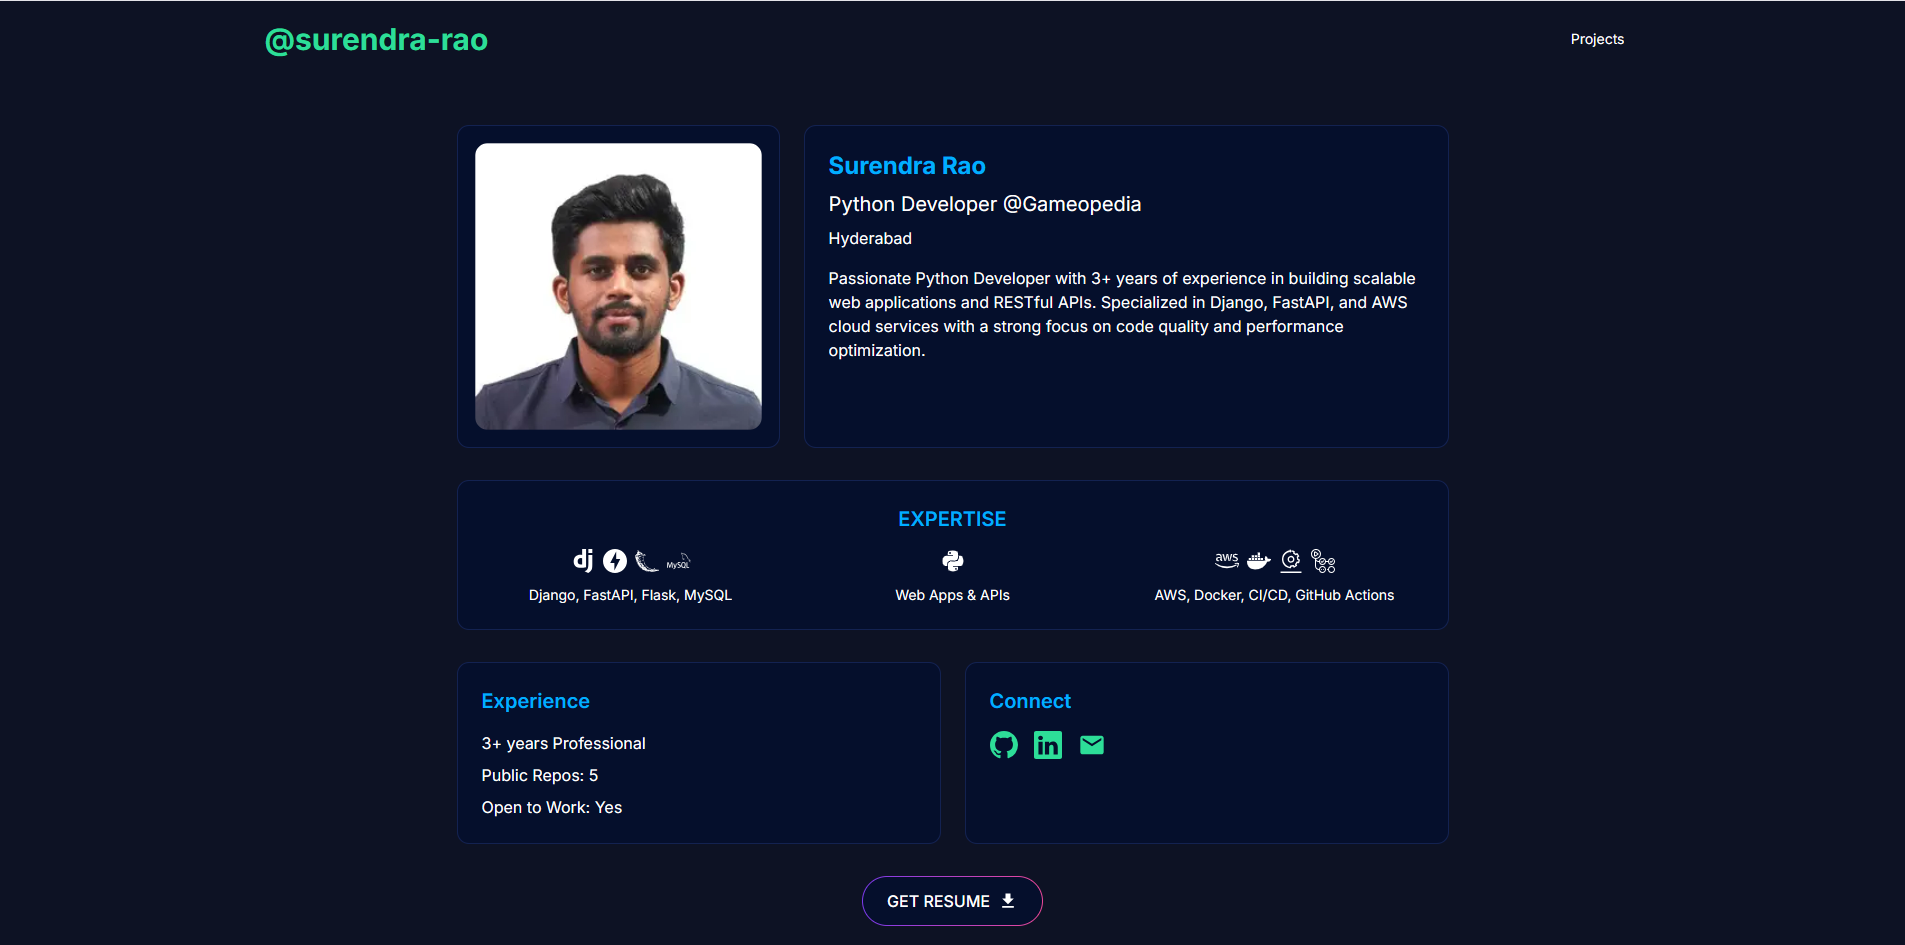 @surendra-rao
Projects
Surendra Rao
Python Developer @Gameopedia
Hyderabad
Passionate Python Developer with 3+ years of experience in building scalable
web applications and RESTful APIs. Specialized in Django, FastAPI, and AWS
cloud services with a strong focus on code quality and performance
optimization.
EXPERTISE
dj
MySQL
aws
Django, FastAPI, Flask, MySQL
Web Apps & APIs
AWS, Docker, CI/CD, GitHub Actions
Experience
3+ years Professional
Public Repos: 5
Open to Work: Yes
Connect
in
GET RESUME